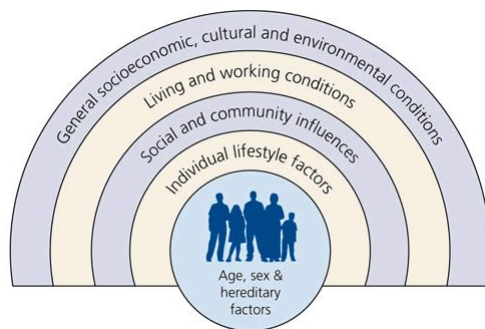 General socioeconomic, cultural and environmental conditions
Living and working conditions
Social and community influences
Individual lifestyle factors
Age, sex &
hereditary
factors